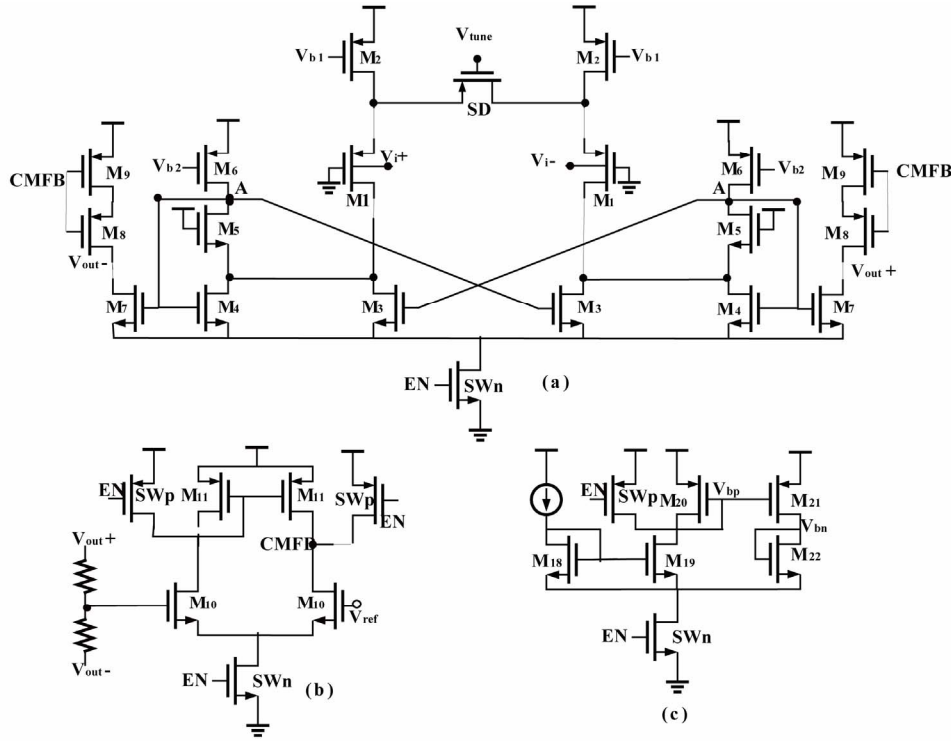 Vtune
Vb1 M2 M2 Vb1
SD
Vi+ Vi-
M9 Vb2 M6 M1 M1 M6 Vb2 M9
CMFB A A CMFB
M8 M5 M5 M8
Vout- Vout+
M7 M4 M3 M3 M4 M7
EN SWn (a)
EN SWp M11 M11 SWp EN
CMFB
Vout+
M10 M10 Vref
Vout-
EN SWn (b)
EN SWp M20 Vbp M21
Vbn
M18 M19 M22
EN SWn
(c)